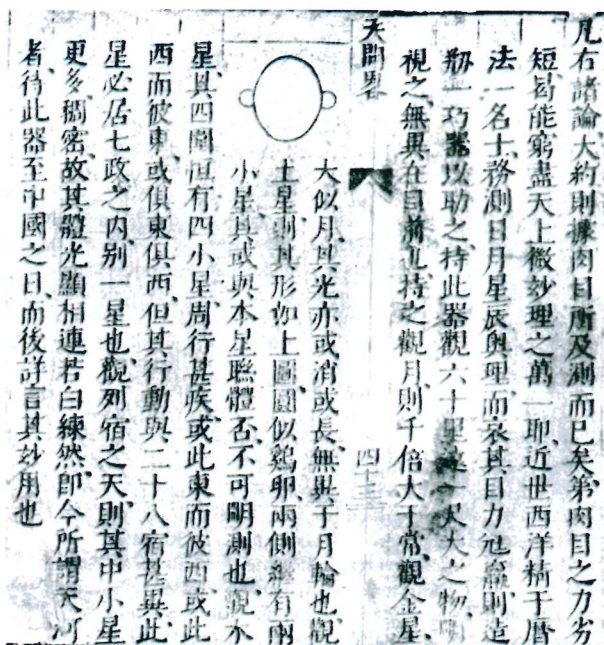 凡右諸論大約則據肉目所及測而已矣第肉目之力劣
短曷能窮盡天上微妙理之萬一耶近世西洋精于曆
法一名士務測日月星辰奧理而哀其目力尪羸則造
剏一巧器以助之持此器觀六十里遠一尺大之物明
視之無異在目前也持之觀月則千倍大于常觀金星
天問畧
四十三
大似月其光亦或消或長無異于月輪也觀
土星則其形如上圖圓似鷄卵兩側繼有兩
小星其或與本星聯體否不可明測也觀木
星其四圍恒有四小星周行甚疾或此東而彼西或此
西而彼東或俱東俱西但其行動與二十八宿甚異此
星必居七政之内別一星也觀列宿之天則其中小星
更多稠密故其體光顯相連若白練然卽今所謂天河
者待此器至中國之日而後詳言其妙用也